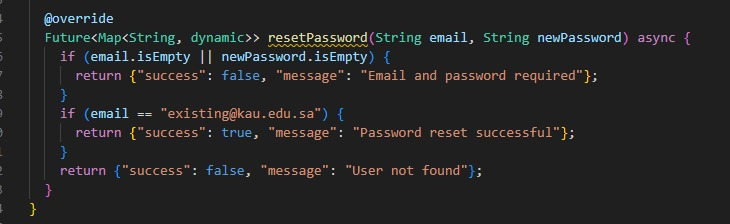 @override
Future<Map<String, dynamic>> resetPassword(String email, String newPassword) async {
if (email.isEmpty || newPassword.isEmpty) {
return {"success": false, "message": "Email and password required"};
}
if (email == "existing@kau.edu.sa") {
return {"success": true, "message": "Password reset successful"};
}
return {"success": false, "message": "User not found"};
}
}